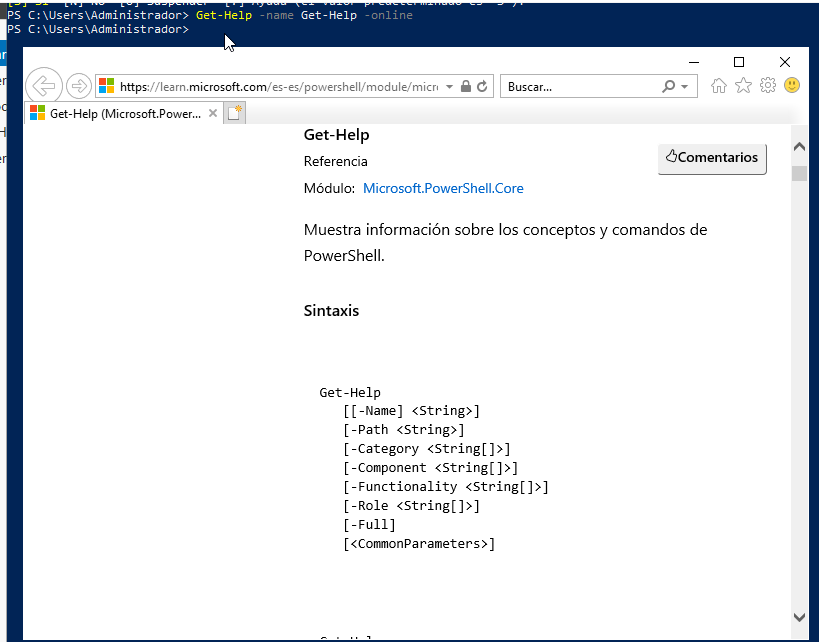 PS C:\Users\Administrador> Get-Help -name Get-Help -online
PS C:\Users\Administrador>
https://learn.microsoft.com/es-es/powershell/module/micr
Buscar...
Get-Help (Microsoft.Power...
Get-Help
Referencia
Comentarios
Módulo: Microsoft.PowerShell.Core
Muestra información sobre los conceptos y comandos de
PowerShell.
Sintaxis
Get-Help
[[-Name] <String>]
[-Path <String>]
[-Category <String[]>]
[-Component <String[]>]
[-Functionality <String[]>]
[-Role <String[]>]
[-Full]
[<CommonParameters>]